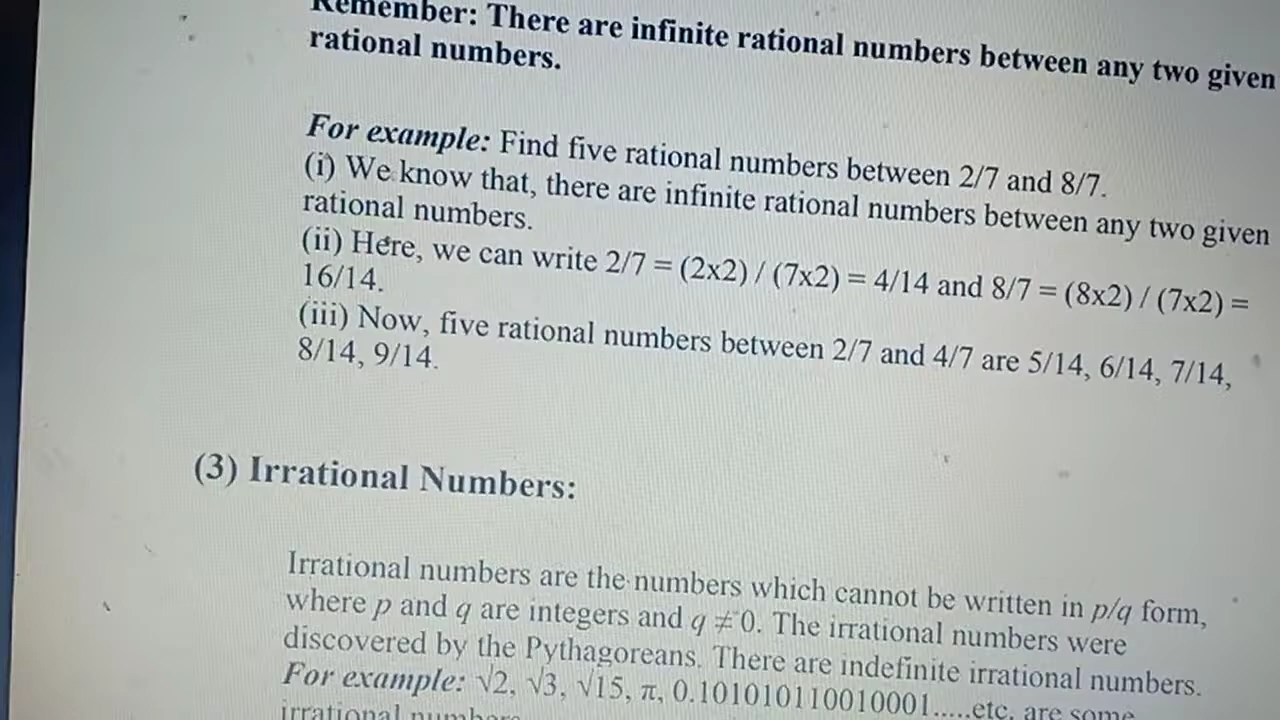 Remember: There are infinite rational numbers between any two given
rational numbers.
For example: Find five rational numbers between 2/7 and 8/7.
(i) We know that, there are infinite rational numbers between any two given
rational numbers.
(ii) Here, we can write 2/7 = (2x2) / (7x2) = 4/14 and 8/7 = (8x2) / (7x2) =
16/14.
(iii) Now, five rational numbers between 2/7 and 4/7 are 5/14, 6/14, 7/14,
8/14, 9/14.
(3) Irrational Numbers:
Irrational numbers are the numbers which cannot be written in p/q form,
where p and q are integers and q ≠ 0. The irrational numbers were
discovered by the Pythagoreans. There are indefinite irrational numbers.
For example: √2, √3, √15, π, 0.101010110010001.....etc. are some
irrational numbers